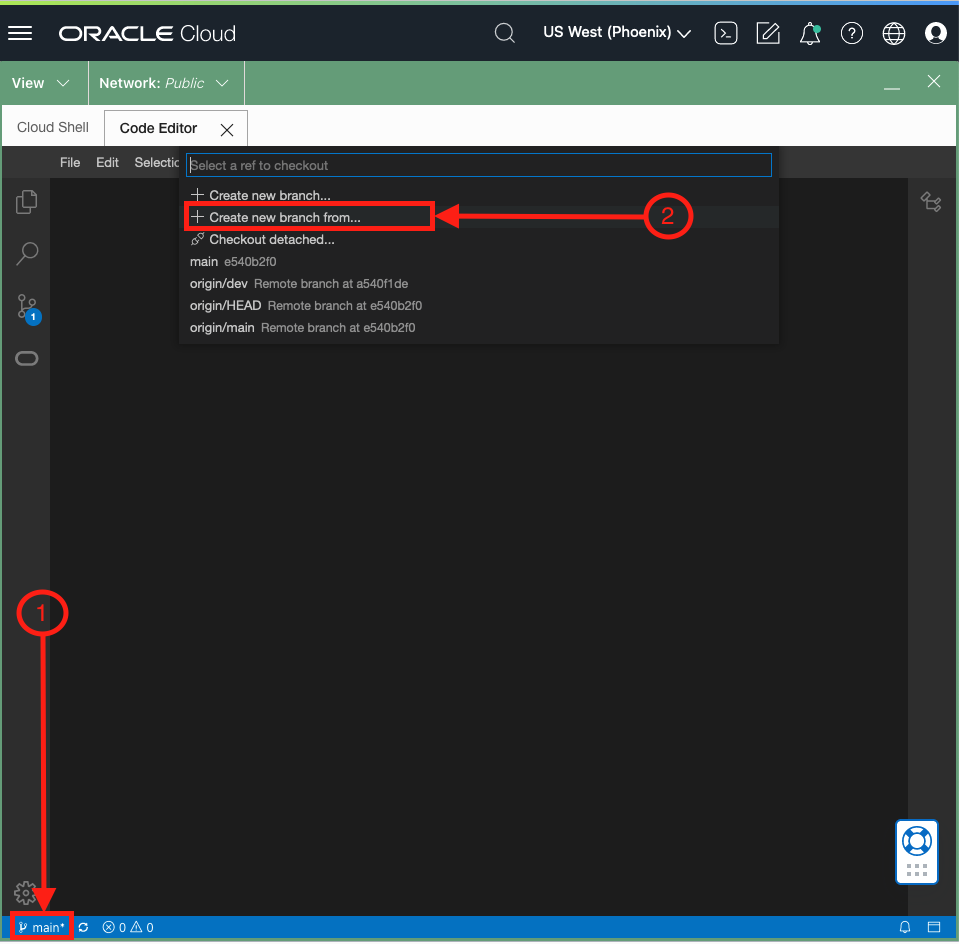 ORACLE Cloud
US West (Phoenix)
View
Network: Public
Cloud Shell
Code Editor
File Edit Selectio
Select a ref to checkout
Create new branch...
Create new branch from...
2
Checkout detached...
main e540b2f0
origin/dev Remote branch at a540f1de
origin/HEAD Remote branch at e540b2f0
origin/main Remote branch at e540b2f0
1
1
main* 0 0